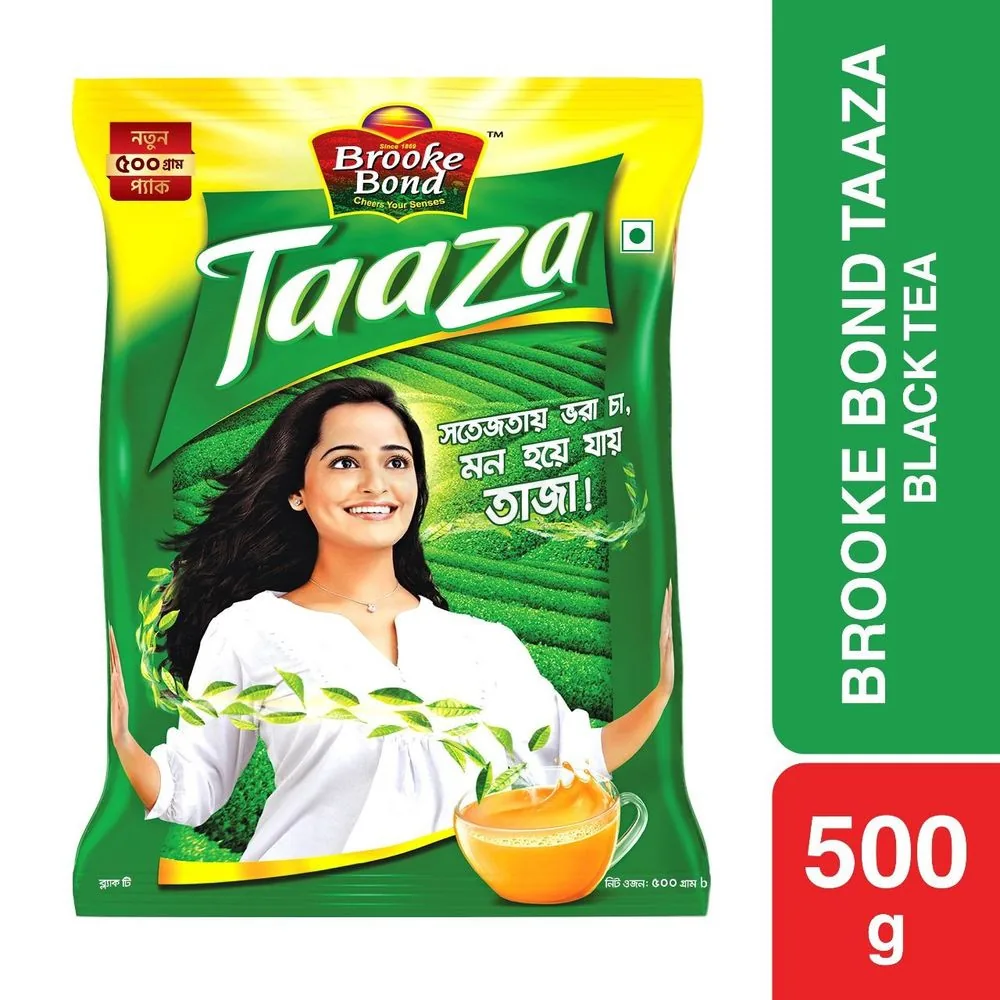 নতুন
৫০০ গ্রাম
প্যাক
Since 1869
Brooke
Bond
Cheers Your Senses
TM
Taaza
সতেজতায় ভরা চা,
মন হয়ে যায়
তাজা!
ব্ল্যাক টি
নিট ওজন: ৫০০ গ্রাম b
BROOKE BOND TAAZA
BLACK TEA
500
g